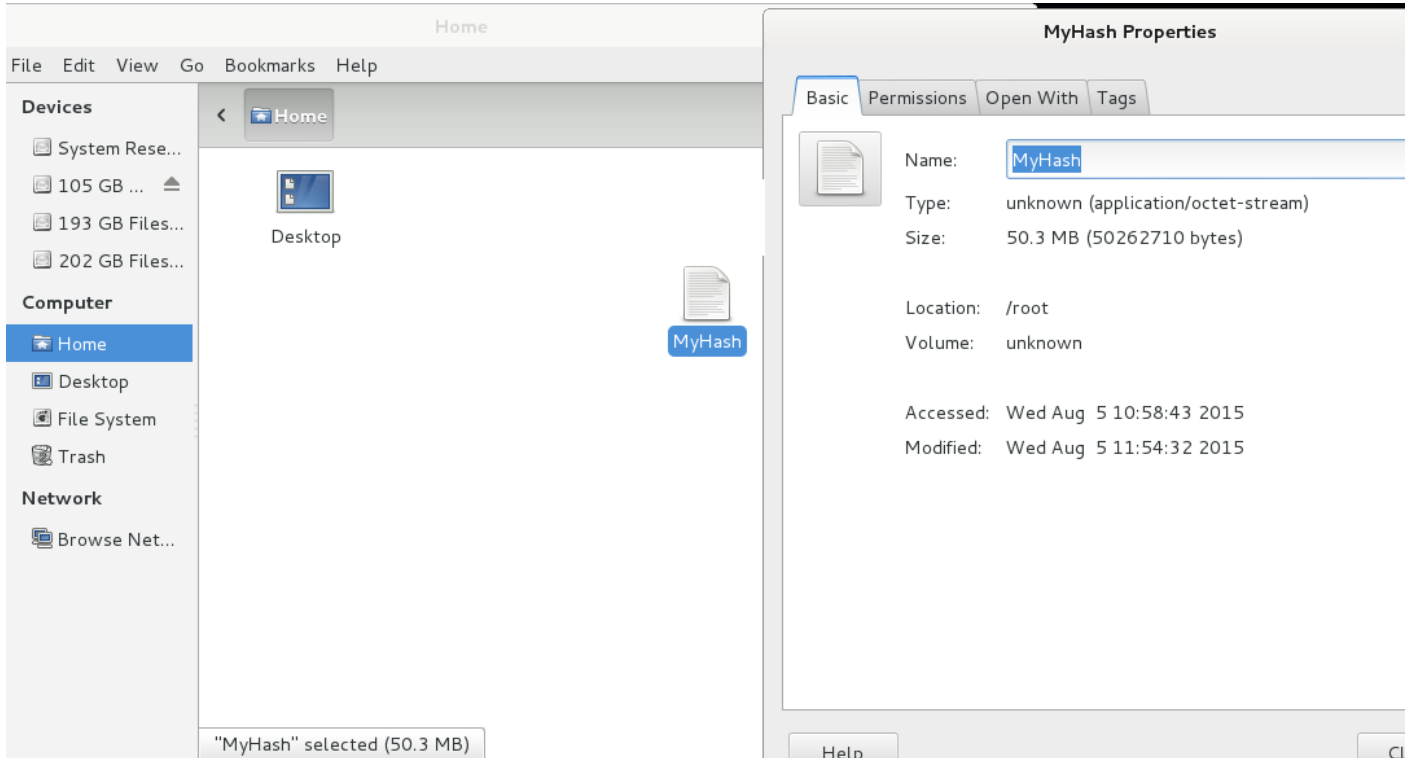 Home
File Edit View Go Bookmarks Help
Devices
System Rese...
105 GB ...
193 GB Files...
202 GB Files...
Computer
Home
Desktop
File System
Trash
Network
Browse Net...
Home
Desktop
MyHash
"MyHash" selected (50.3 MB)
MyHash Properties
Basic Permissions Open With Tags
Name: MyHash
Type: unknown (application/octet-stream)
Size: 50.3 MB (50262710 bytes)
Location: /root
Volume: unknown
Accessed: Wed Aug 5 10:58:43 2015
Modified: Wed Aug 5 11:54:32 2015
Help Cl